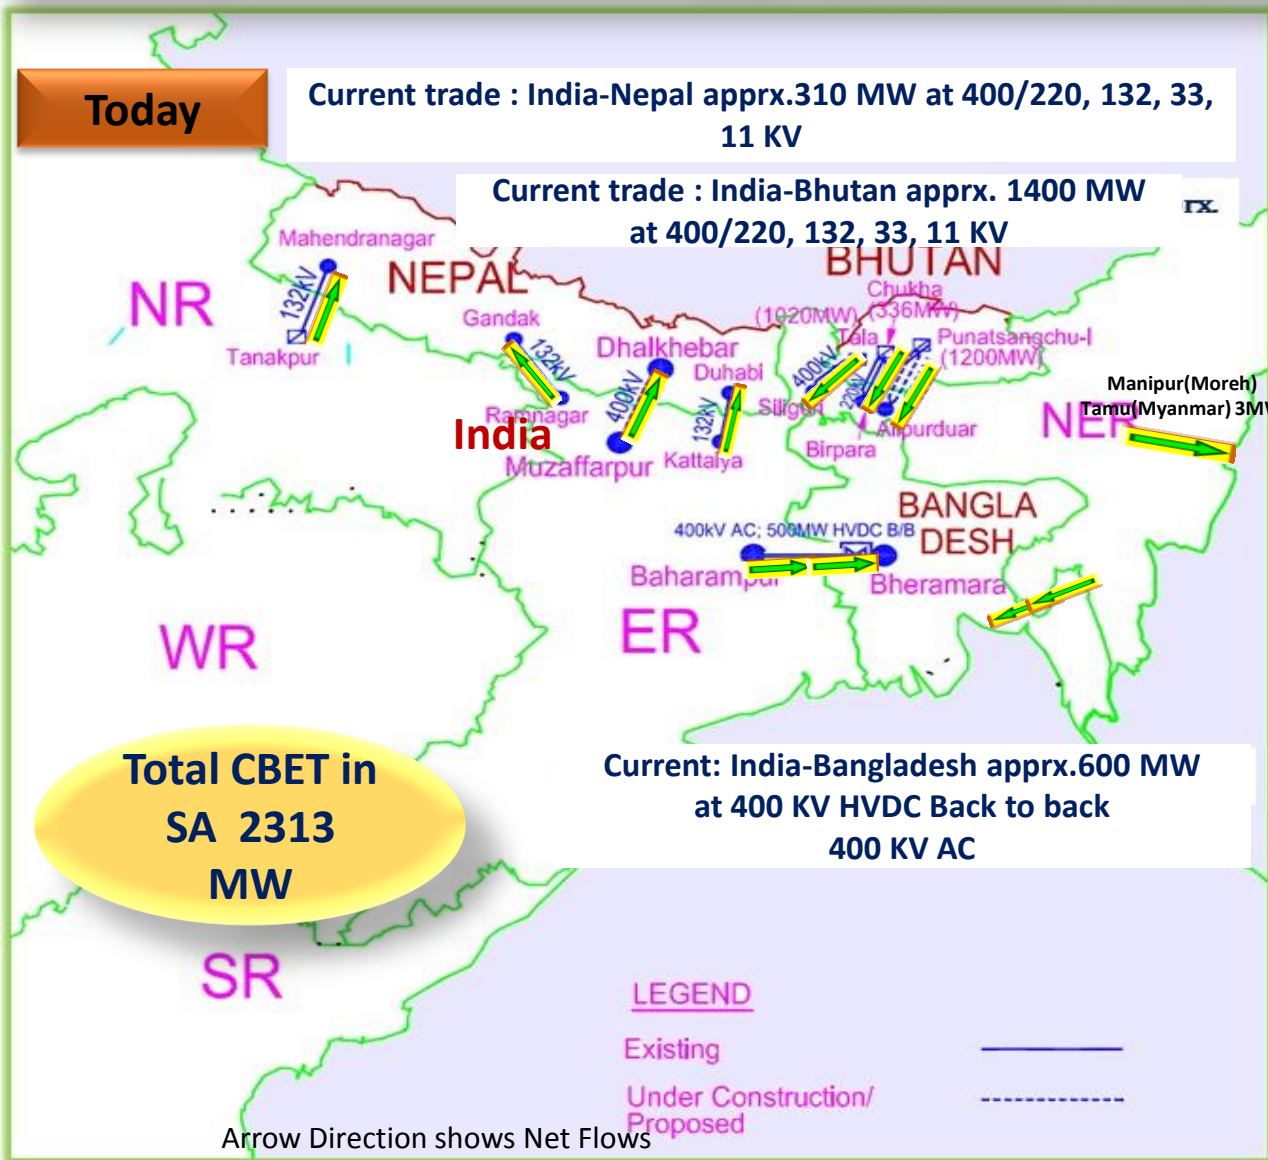 Today
Current trade : India-Nepal apprx.310 MW at 400/220, 132, 33,
11 KV
Current trade : India-Bhutan apprx. 1400 MW
at 400/220, 132, 33, 11 KV
rx.
Mahendranagar
132kV
Tanakpur
NR
NEPAL
Gandak
132kV
Ramnagar
India
Dhalkhebar
400kV
Muzaffarpur
Duhabi
132kV
Kattaiya
BHUTAN
Chukha
(1020MW) (336MW)
Tala
Punatsangchu-I
(1200MW)
400kV
220kV
Siliguri
Birpara
Alipurduar
NER
Manipur(Moreh)
Tamu(Myanmar) 3MW
BANGLA
DESH
400kV AC; 500MW HVDC B/B
Baharampur
Bheramara
WR
ER
Total CBET in
SA 2313
MW
Current: India-Bangladesh apprx.600 MW
at 400 KV HVDC Back to back
400 KV AC
SR
LEGEND
Existing
Under Construction/
Proposed
Arrow Direction shows Net Flows